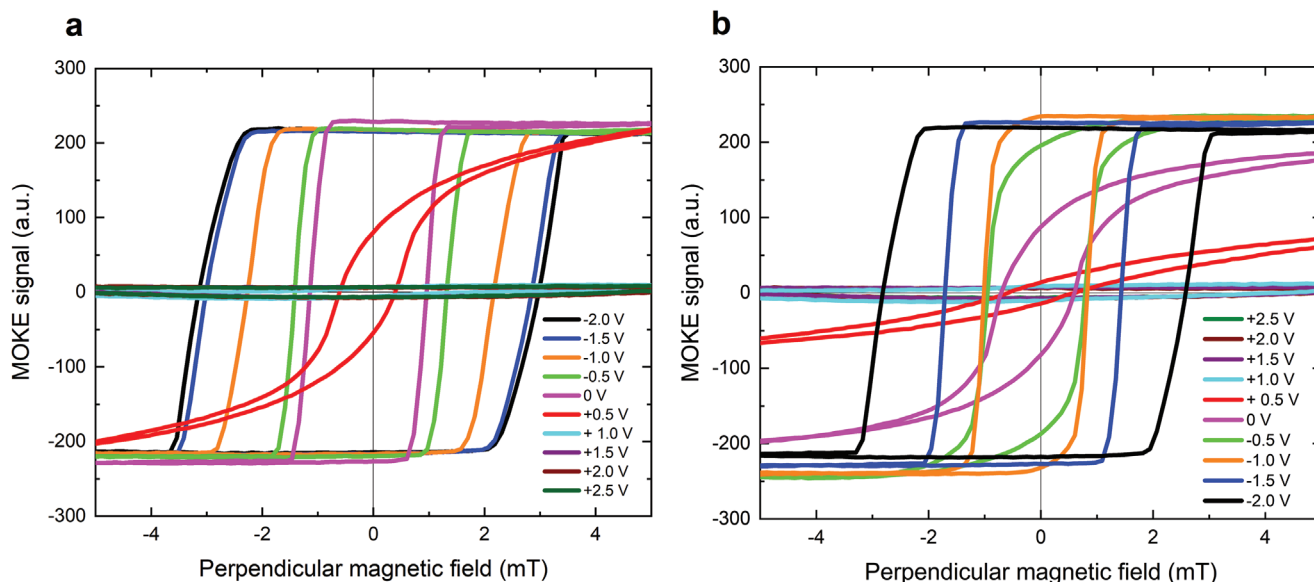 a
300
200
100
0
-100
-200
-300
MOKE signal (a.u.)
-2.0 V
-1.5 V
-1.0 V
-0.5 V
0 V
+0.5 V
+ 1.0 V
+1.5 V
+2.0 V
+2.5 V
-4 -2 0 2 4
Perpendicular magnetic field (mT)
b
300
200
100
0
-100
-200
-300
MOKE signal (a.u.)
+2.5 V
+2.0 V
+1.5 V
+1.0 V
+ 0.5 V
0 V
-0.5 V
-1.0 V
-1.5 V
-2.0 V
-4 -2 0 2 4
Perpendicular magnetic field (mT)